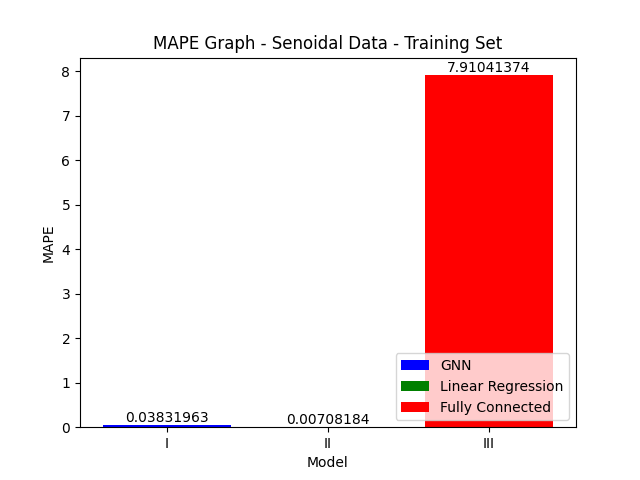 MAPE Graph - Senoidal Data - Training Set
8
7
6
5
4
3
2
1
0
MAPE
7.91041374
0.03831963
0.00708184
GNN
Linear Regression
Fully Connected
I
II
III
Model